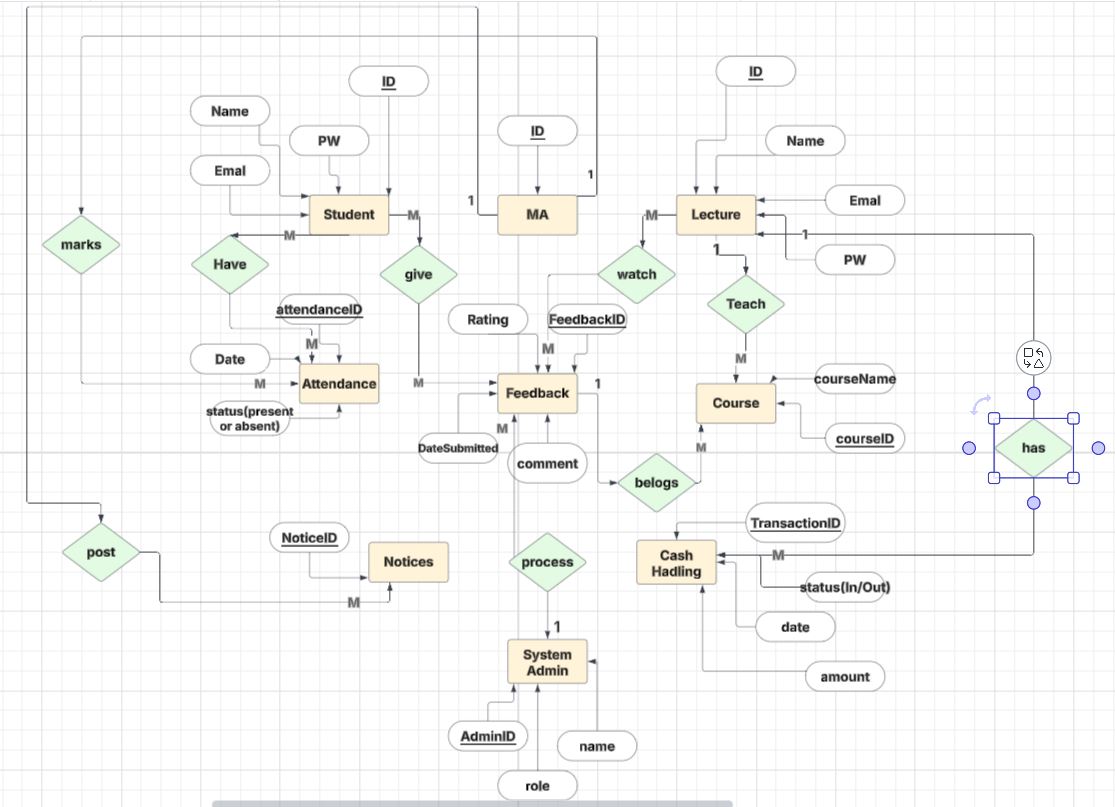 ID
ID
Name
ID
PW
Name
Emal
Emal
1
1
Student
M
MA
M
Lecture
M
1
1
marks
Have
give
watch
PW
Teach
attendanceID
Rating
FeedbackID
M
M
Date
M
courseName
M
Attendance
M
Feedback
1
Course
status(present
or absent)
M
DateSubmitted
comment
M
courseID
has
belogs
TransactionID
NoticeID
post
Notices
process
Cash
Hadling
M
status(In/Out)
M
1
date
System
Admin
amount
AdminID
name
role